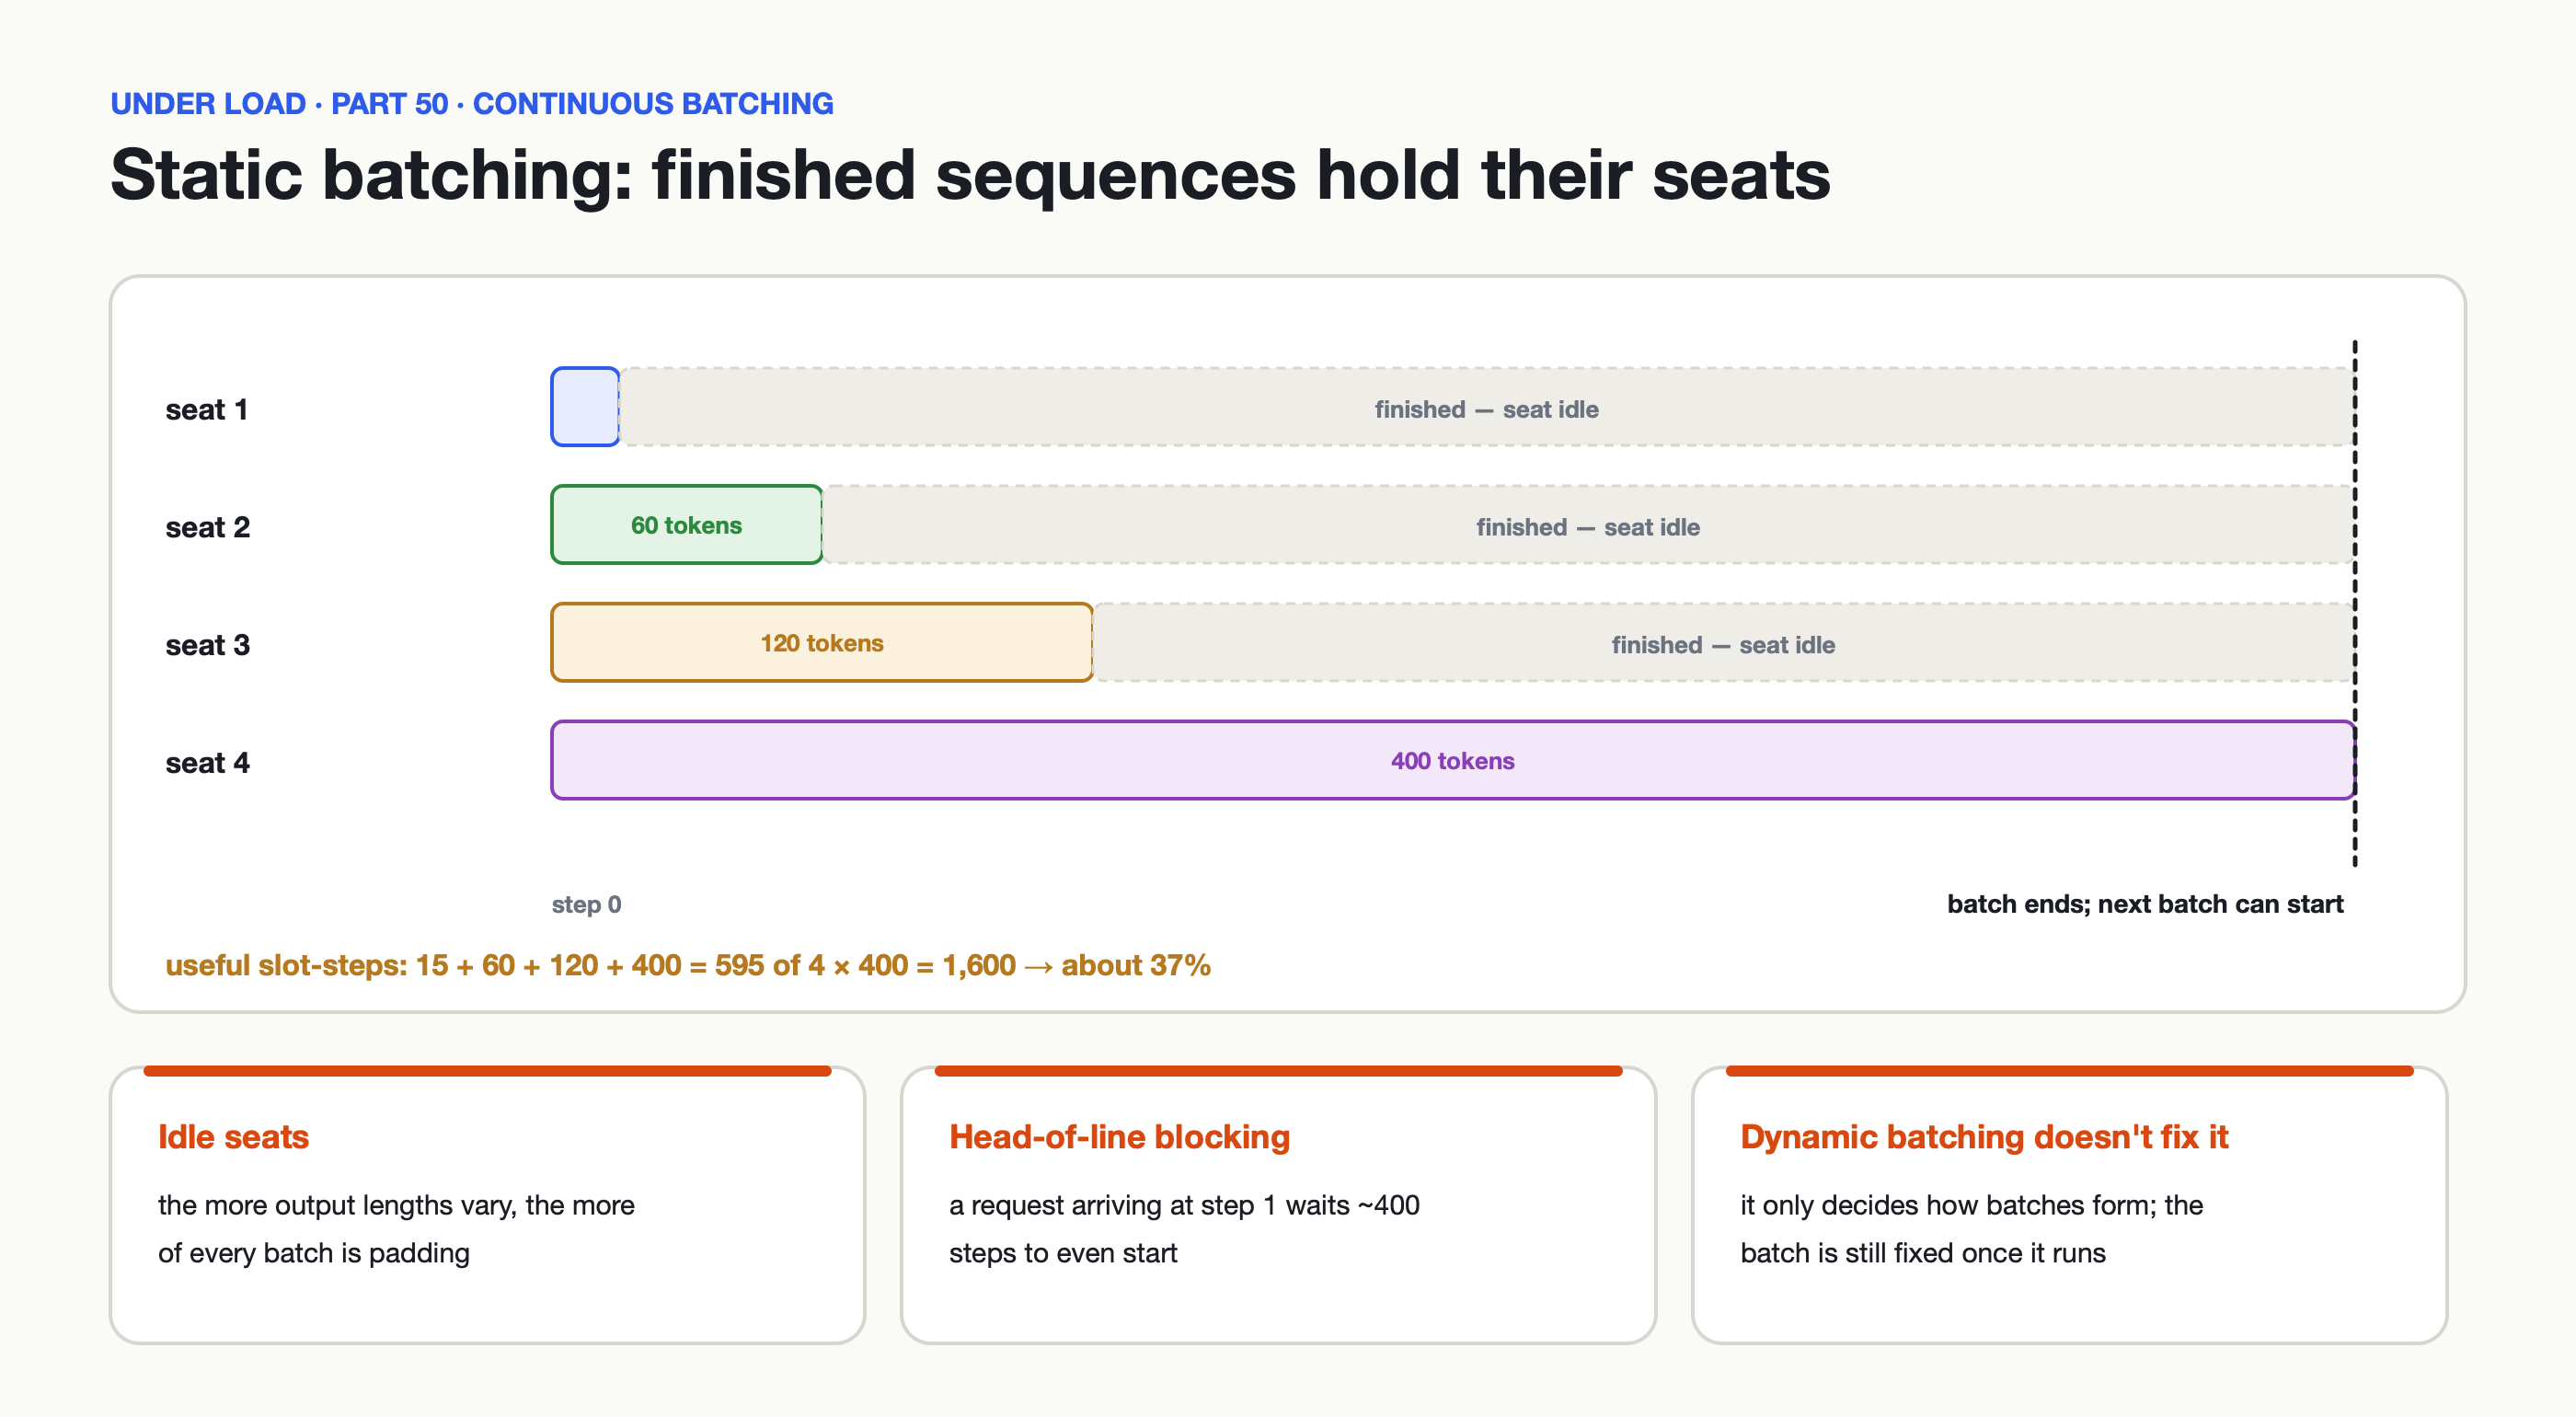 UNDER LOAD · PART 50 · CONTINUOUS BATCHING
Static batching: finished sequences hold their seats
seat 1
finished — seat idle
seat 2
60 tokens
finished — seat idle
seat 3
120 tokens
finished — seat idle
seat 4
400 tokens
step 0
batch ends; next batch can start
useful slot-steps: 15 + 60 + 120 + 400 = 595 of 4 × 400 = 1,600 → about 37%
Idle seats
the more output lengths vary, the more
of every batch is padding
Head-of-line blocking
a request arriving at step 1 waits ~400
steps to even start
Dynamic batching doesn't fix it
it only decides how batches form; the
batch is still fixed once it runs